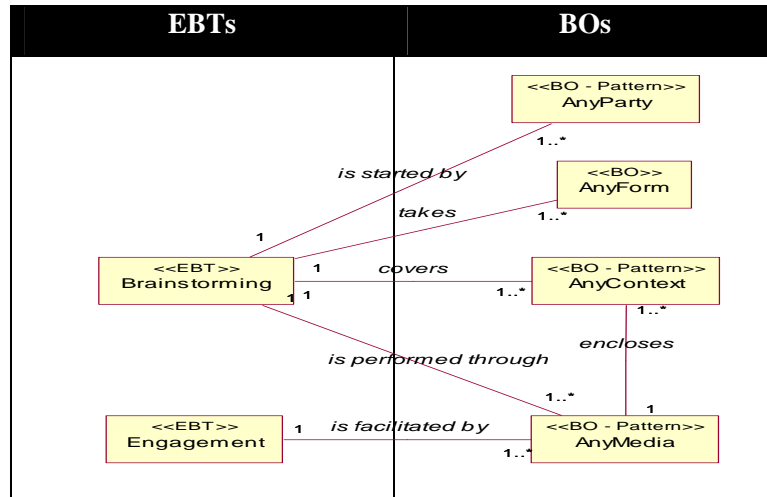 EBTs
BOs
<<BO - Pattern>>
AnyParty
1..*
is started by
<<BO>>
AnyForm
takes
1..*
1
<<EBT>>
Brainstorming
1
covers
<<BO - Pattern>>
AnyContext
1
1
1..*
1..*
encloses
is performed through
1..*
1
<<EBT>>
Engagement
1
is facilitated by
<<BO - Pattern>>
AnyMedia
1..*